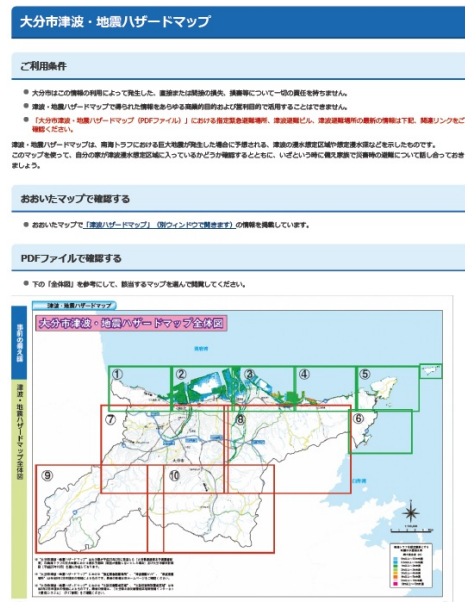 大分市津波・地震ハザードマップ
ご利用条件
大分市はこの情報の利用によって発生した、直接または間接の損失、損害等について一切の責任を持ちません。
津波・地震ハザードマップで得られた情報をあらゆる商業的目的および営利目的で活用することはできません。
「大分市津波・地震ハザードマップ（PDFファイル）」における指定緊急避難場所、津波避難ビル、津波避難場所の最新の情報は下記、関連リンクをご
確認ください。
津波・地震ハザードマップは、南海トラフにおける巨大地震が発生した場合に予想される、津波の浸水想定区域や想定浸水深などを示したものです。
このマップを使って、自分の家が津波浸水想定区域に入っているかどうか確認するとともに、いざという時に備え家族で災害時の避難について話し合っておき
ましょう。
おおいたマップで確認する
おおいたマップで「津波ハザードマップ」（別ウィンドウで開きます）の情報を掲載しています。
PDFファイルで確認する
下の「全体図」を参考にして、該当するマップを選んで閲覧してください。
津波・地震ハザードマップ
大分市津波・地震ハザードマップ全体図
事前の備え編
津波・地震ハザードマップ全体図
別府湾
①
②
③
④
⑤
⑥
⑦
⑧
⑨
⑩
臼杵湾